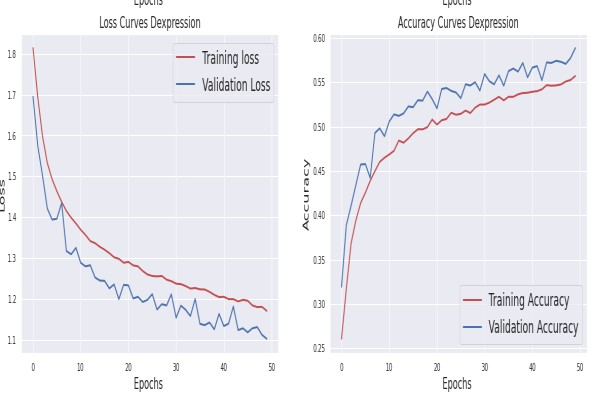 Epochs
Epochs
Loss Curves Dexpression
Accuracy Curves Dexpression
1.8
1.7
1.6
1.5
1.4
1.3
1.2
1.1
Loss
Training loss
Validation Loss
0 10 20 30 40 50
Epochs
0.60
0.55
0.50
0.45
0.40
0.35
0.30
0.25
Accuracy
Training Accuracy
Validation Accuracy
0 10 20 30 40 50
Epochs